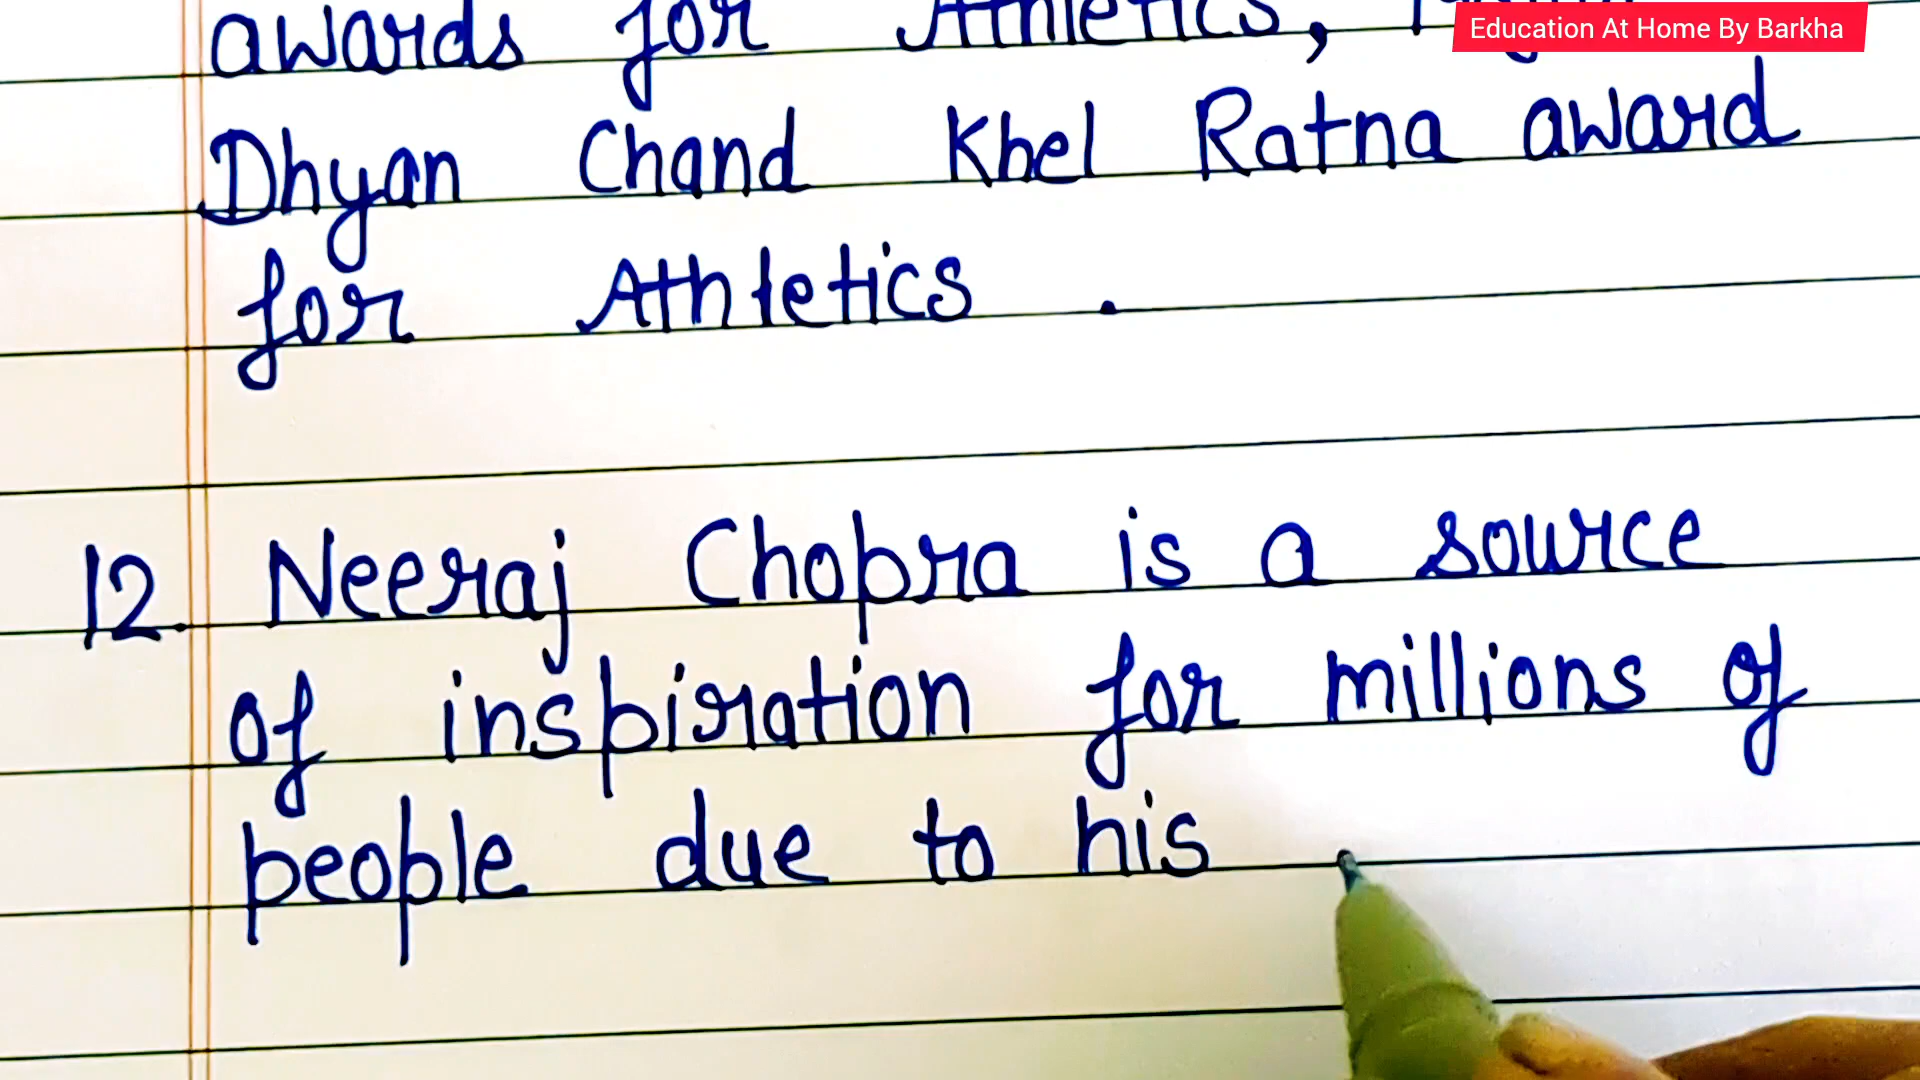 Education At Home By Barkha
awards for Athletics,
Dhyan Chand Khel Ratna award
for Athletics .
12. Neeraj Chopra is a source
of inspiration for millions of
people due to his